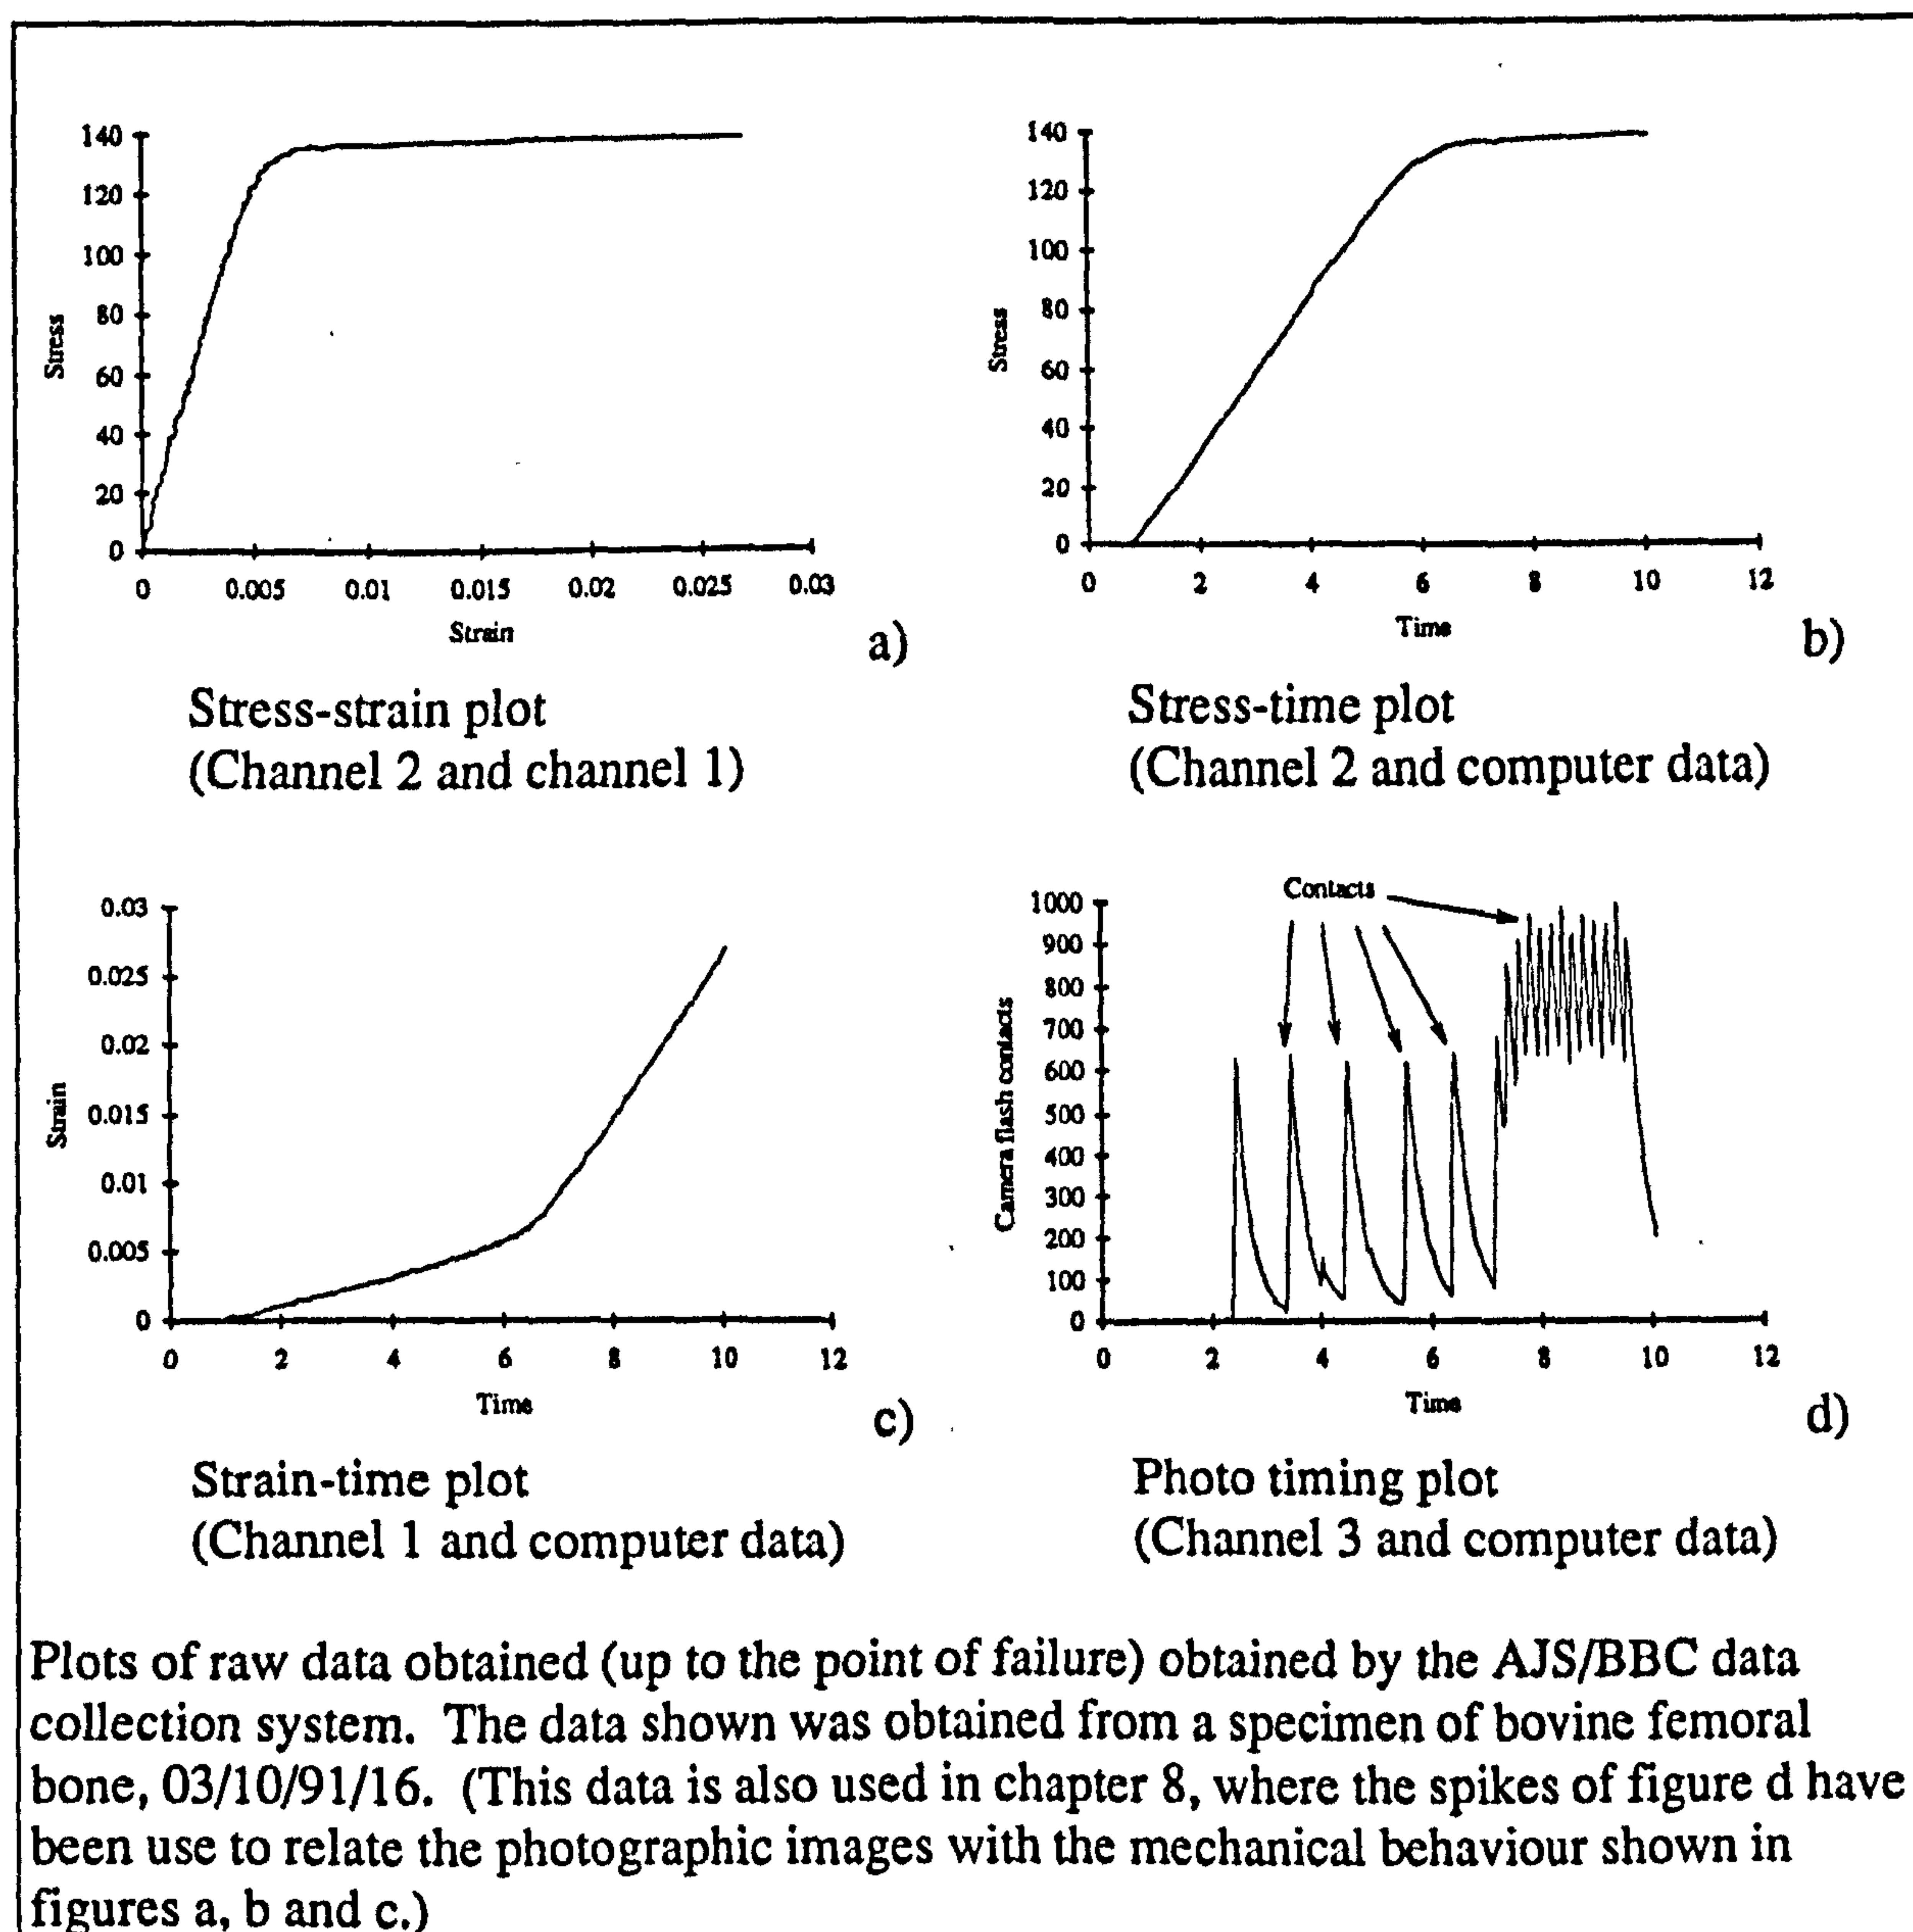 140
120
100
80
60
40
20
0
Stress
0 0.005 0.01 0.015 0.02 0.025 0.03
Strain
a)
Stress-strain plot
(Channel 2 and channel 1)
140
120
100
80
60
40
20
0
Stress
0 2 4 6 8 10 12
Time
b)
Stress-time plot
(Channel 2 and computer data)
0.03
0.025
0.02
0.015
0.01
0.005
0
Strain
0 2 4 6 8 10 12
Time
c)
Strain-time plot
(Channel 1 and computer data)
Contacts
1000
900
800
700
600
500
400
300
200
100
0
Camera flash contacts
0 2 4 6 8 10 12
Time
d)
Photo timing plot
(Channel 3 and computer data)
Plots of raw data obtained (up to the point of failure) obtained by the AJS/BBC data
collection system. The data shown was obtained from a specimen of bovine femoral
bone, 03/10/91/16. (This data is also used in chapter 8, where the spikes of figure d have
been use to relate the photographic images with the mechanical behaviour shown in
figures a, b and c.)